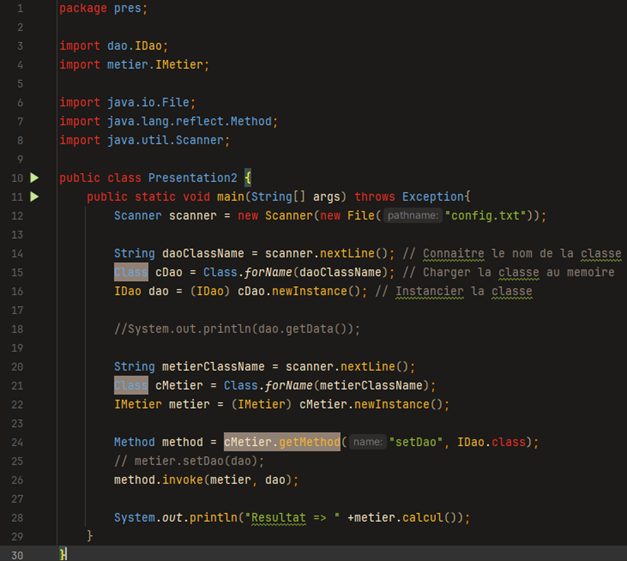 1 package pres;
2
3 import dao.IDao;
4 import metier.IMetier;
5
6 import java.io.File;
7 import java.lang.reflect.Method;
8 import java.util.Scanner;
9
10 public class Presentation2 {
11     public static void main(String[] args) throws Exception{
12         Scanner scanner = new Scanner(new File( pathname: "config.txt"));
13
14         String daoClassName = scanner.nextLine(); // Connaitre le nom de la classe
15         Class cDao = Class.forName(daoClassName); // Charger la classe au memoire
16         IDao dao = (IDao) cDao.newInstance(); // Instancier la classe
17
18         //System.out.println(dao.getData());
19
20         String metierClassName = scanner.nextLine();
21         Class cMetier = Class.forName(metierClassName);
22         IMetier metier = (IMetier) cMetier.newInstance();
23
24         Method method = cMetier.getMethod( name: "setDao", IDao.class);
25         // metier.setDao(dao);
26         method.invoke(metier, dao);
27
28         System.out.println("Resultat => " +metier.calcul());
29     }
30 }